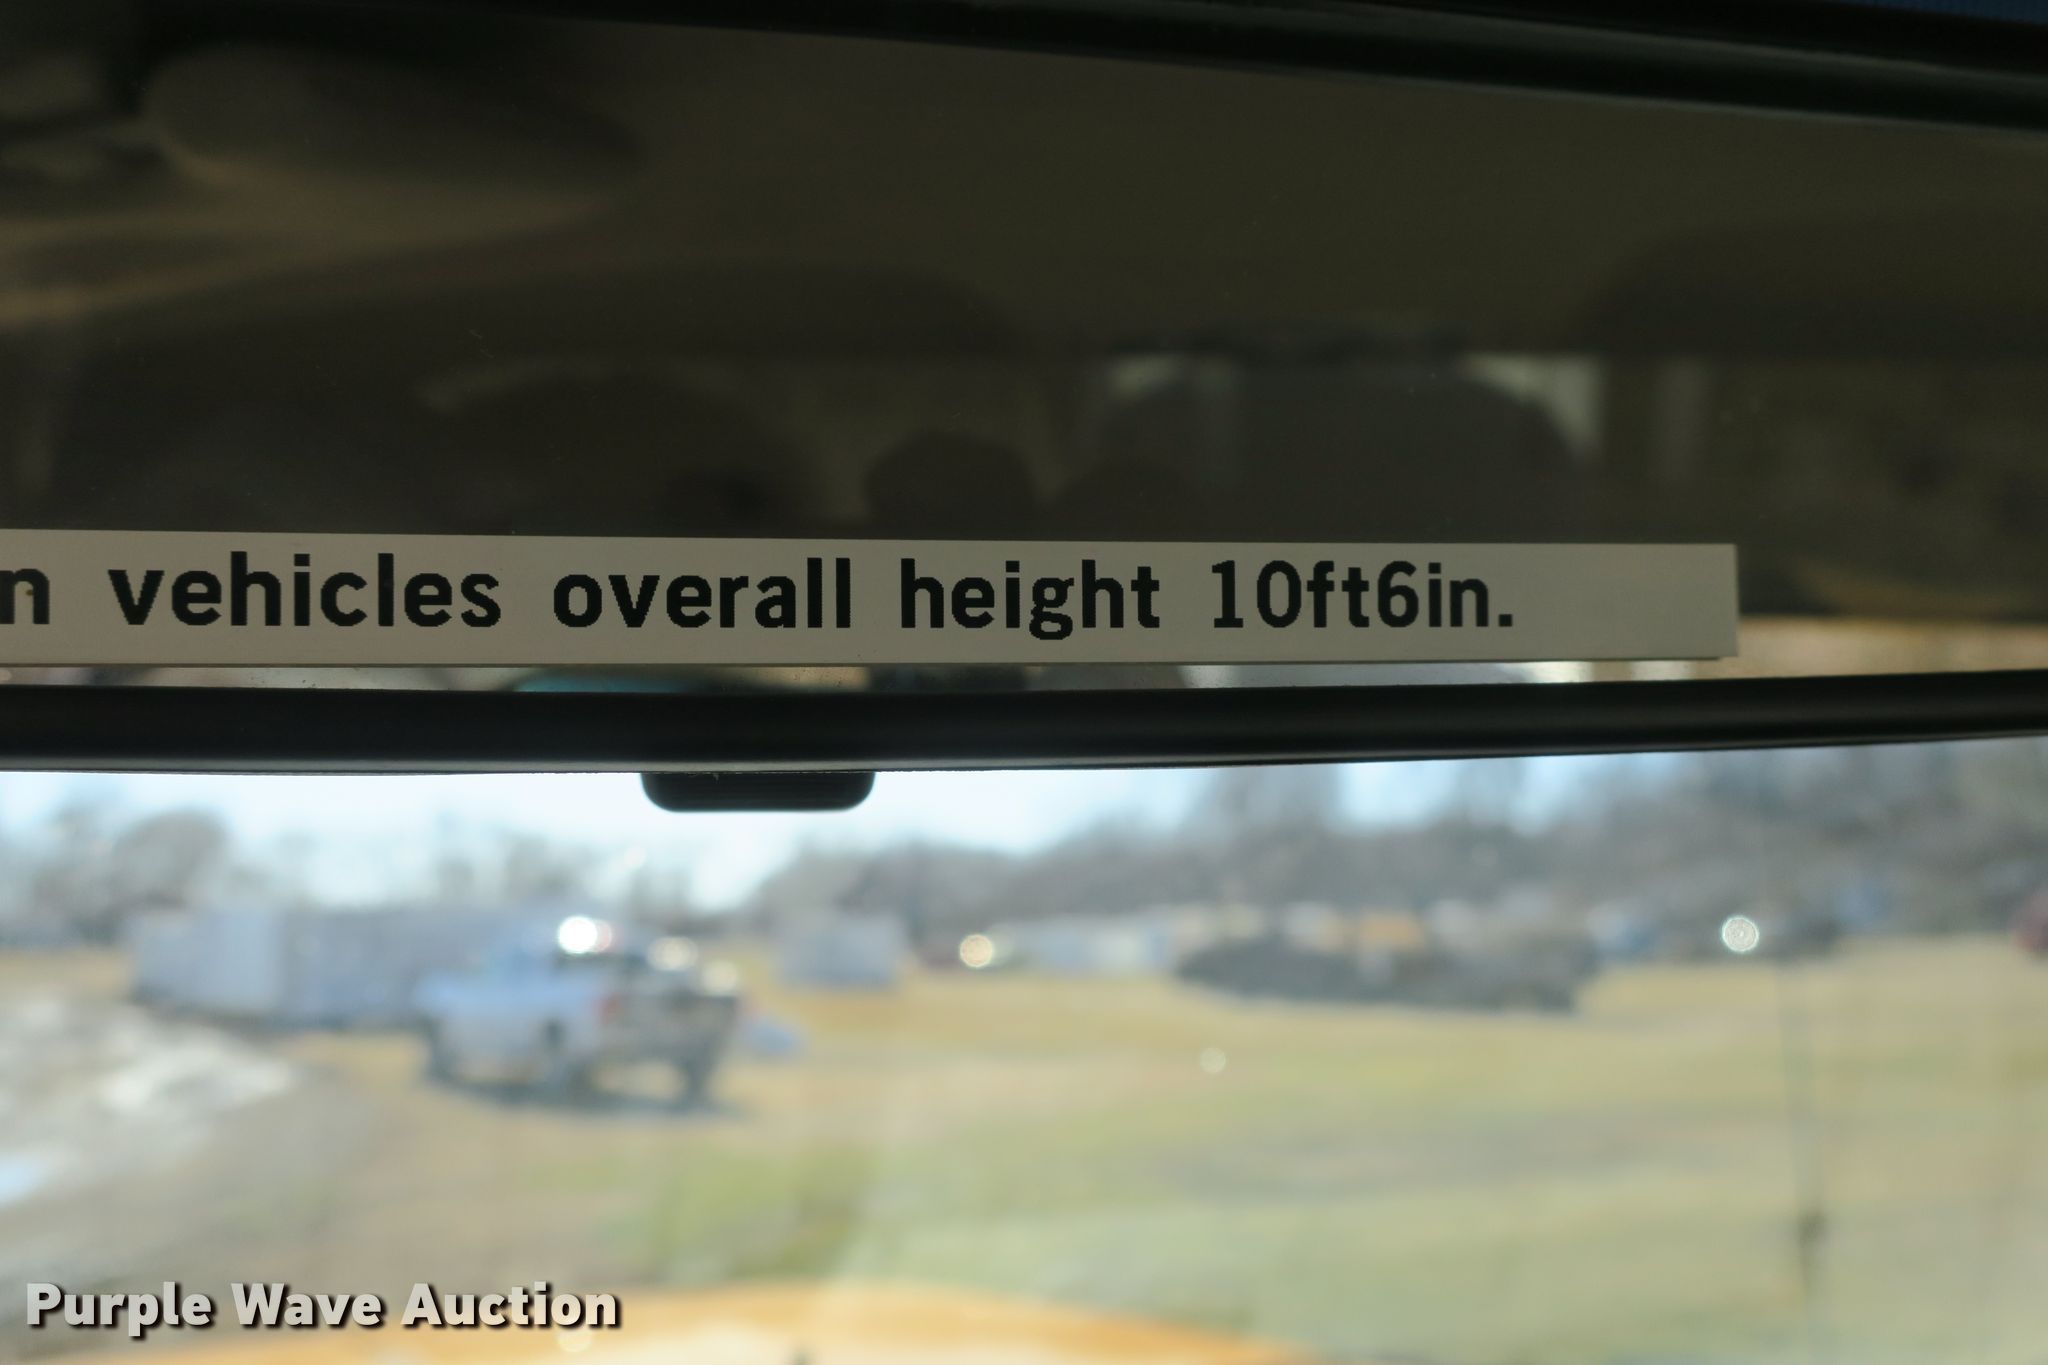 n vehicles overall height 10ft6in.
Purple Wave Auction